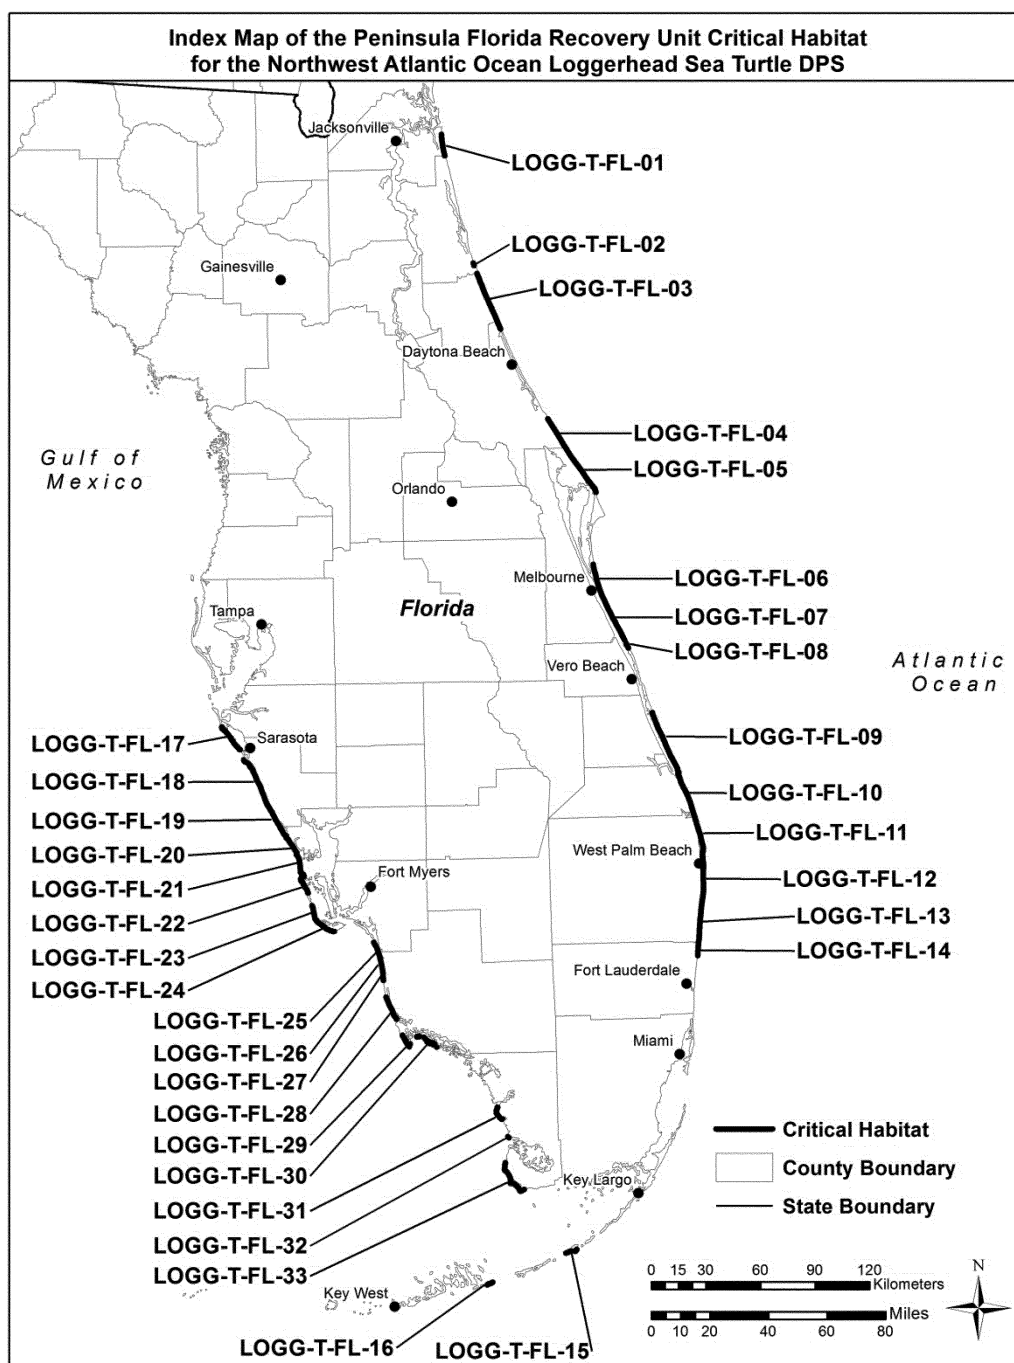 Index Map of the Peninsula Florida Recovery Unit Critical Habitat
for the Northwest Atlantic Ocean Loggerhead Sea Turtle DPS
Jacksonville
LOGG-T-FL-01
LOGG-T-FL-02
Gainesville
LOGG-T-FL-03
Daytona Beach
LOGG-T-FL-04
Gulf of
Mexico
LOGG-T-FL-05
Orlando
Melbourne
LOGG-T-FL-06
Florida
Tampa
LOGG-T-FL-07
LOGG-T-FL-08
Vero Beach
Atlantic
Ocean
LOGG-T-FL-09
LOGG-T-FL-17
Sarasota
LOGG-T-FL-18
LOGG-T-FL-10
LOGG-T-FL-19
LOGG-T-FL-11
LOGG-T-FL-20
West Palm Beach
Fort Myers
LOGG-T-FL-12
LOGG-T-FL-21
LOGG-T-FL-13
LOGG-T-FL-22
LOGG-T-FL-14
LOGG-T-FL-23
Fort Lauderdale
LOGG-T-FL-24
LOGG-T-FL-25
Miami
LOGG-T-FL-26
LOGG-T-FL-27
LOGG-T-FL-28
Critical Habitat
LOGG-T-FL-29
County Boundary
LOGG-T-FL-30
Key Largo
State Boundary
LOGG-T-FL-31
LOGG-T-FL-32
LOGG-T-FL-33
N
0 15 30 60 90 120
Kilometers
Key West
Miles
0 10 20 40 60 80
LOGG-T-FL-16
LOGG-T-FL-15